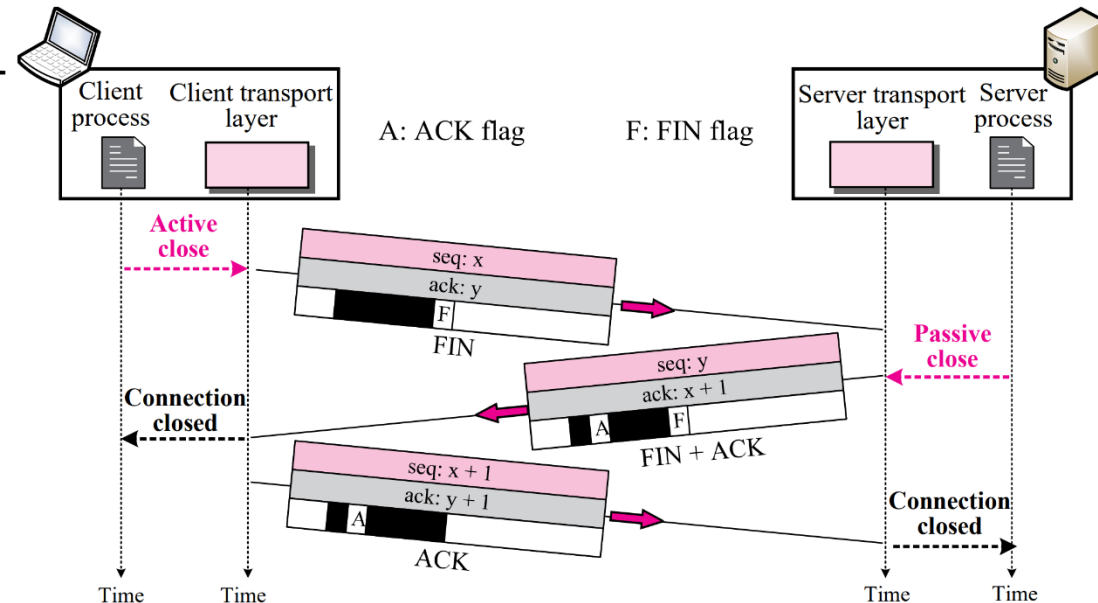 Client
process
Client transport
layer
A: ACK flag
F: FIN flag
Server transport
layer
Server
process
Active
close
seq: x
ack: y
F
FIN
Passive
close
seq: y
ack: x + 1
A
F
FIN + ACK
Connection
closed
seq: x + 1
ack: y + 1
A
ACK
Connection
closed
Time
Time
Time
Time